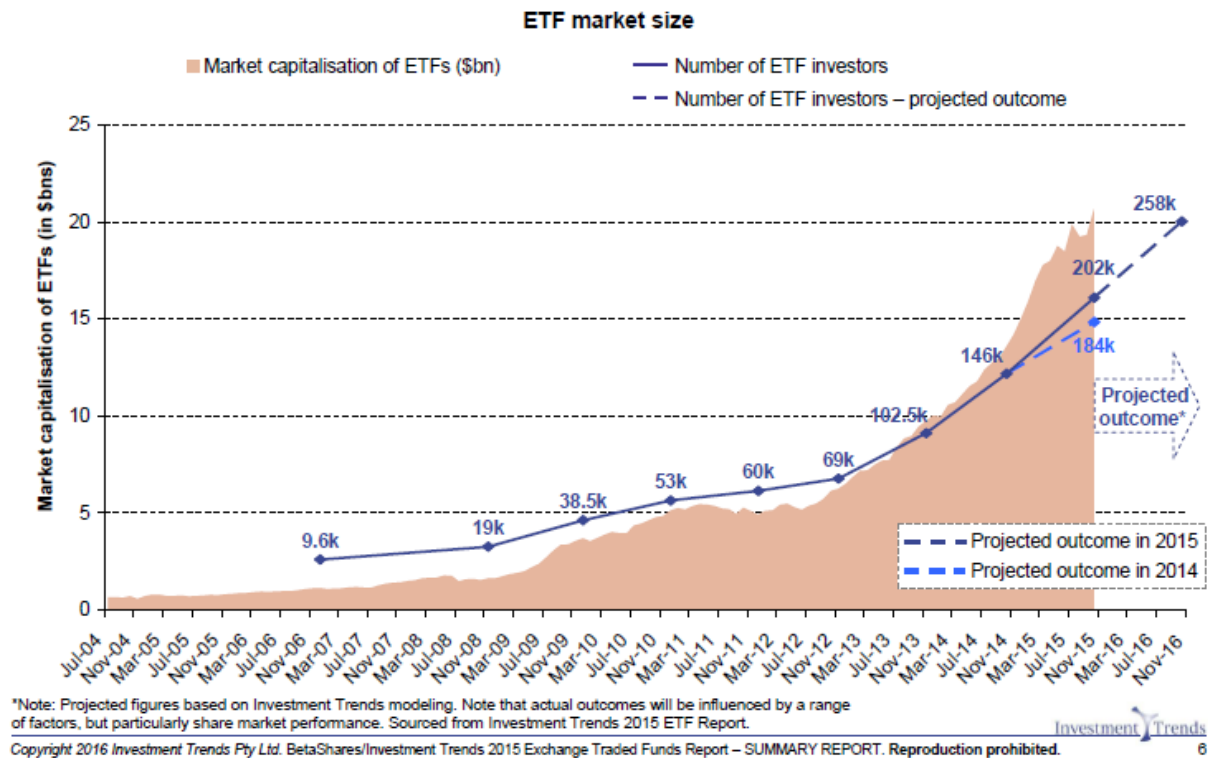 ETF market size
Market capitalisation of ETFs ($bn)
Number of ETF investors
Number of ETF investors – projected outcome
Market capitalisation of ETFs (in $bns)
25
20
15
10
5
0
9.6k
19k
38.5k
53k
60k
69k
102.5k
146k
202k
184k
258k
Projected
outcome*
Projected outcome in 2015
Projected outcome in 2014
Jul-04
Nov-04
Mar-05
Jul-05
Nov-05
Mar-06
Jul-06
Nov-06
Mar-07
Jul-07
Nov-07
Mar-08
Jul-08
Nov-08
Mar-09
Jul-09
Nov-09
Mar-10
Jul-10
Nov-10
Mar-11
Jul-11
Nov-11
Mar-12
Jul-12
Nov-12
Mar-13
Jul-13
Nov-13
Mar-14
Jul-14
Nov-14
Mar-15
Jul-15
Nov-15
Mar-16
Jul-16
Nov-16
*Note: Projected figures based on Investment Trends modeling. Note that actual outcomes will be influenced by a range
of factors, but particularly share market performance. Sourced from Investment Trends 2015 ETF Report.
Investment Trends
Copyright 2016 Investment Trends Pty Ltd. BetaShares/Investment Trends 2015 Exchange Traded Funds Report – SUMMARY REPORT. Reproduction prohibited.
6